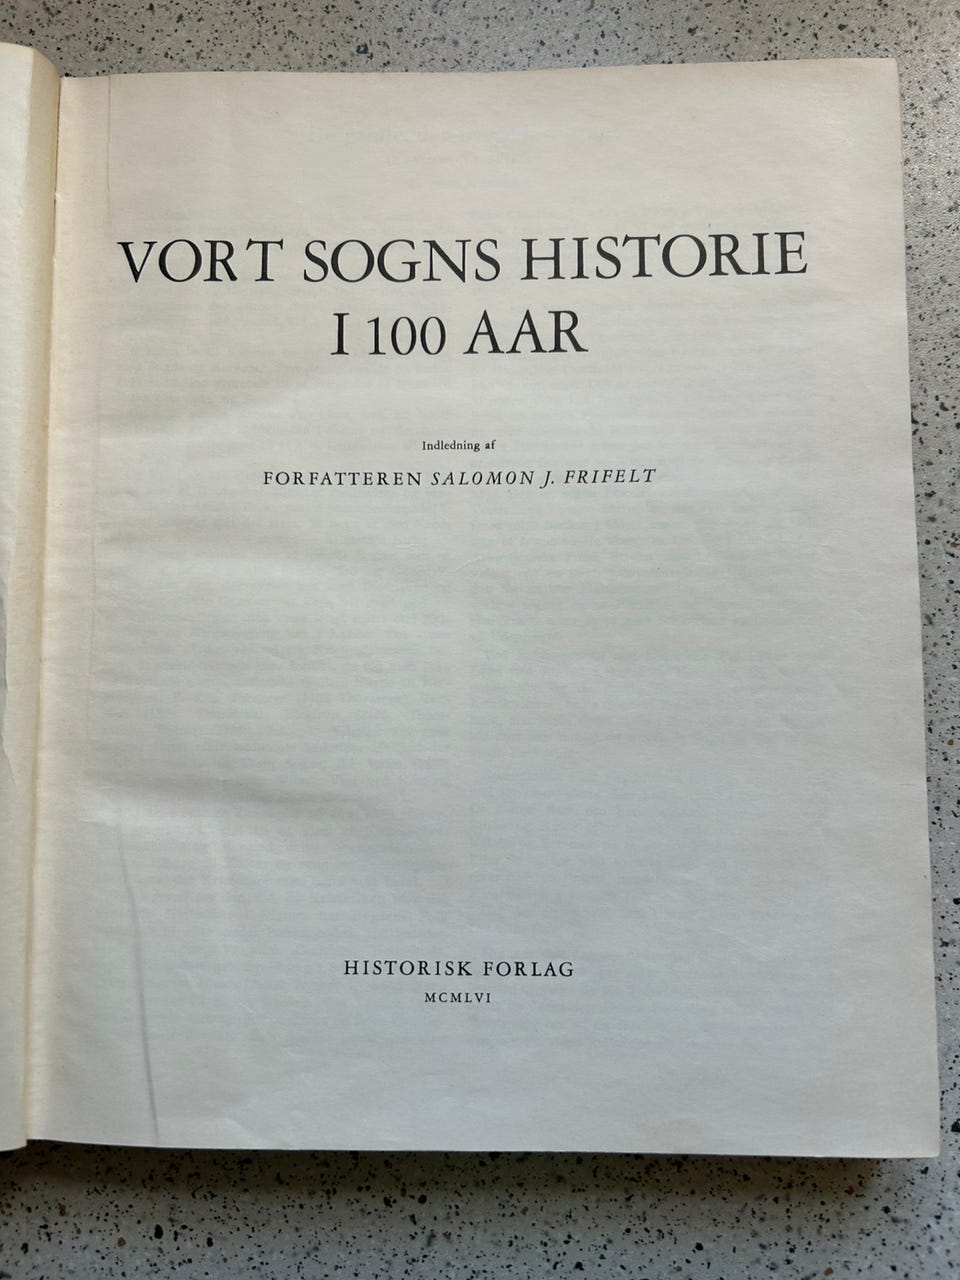 VORT SOGNS HISTORIE
I 100 AAR
Indledning af
FORFATTEREN SALOMON J. FRIFELT
HISTORISK FORLAG
MCMLVI